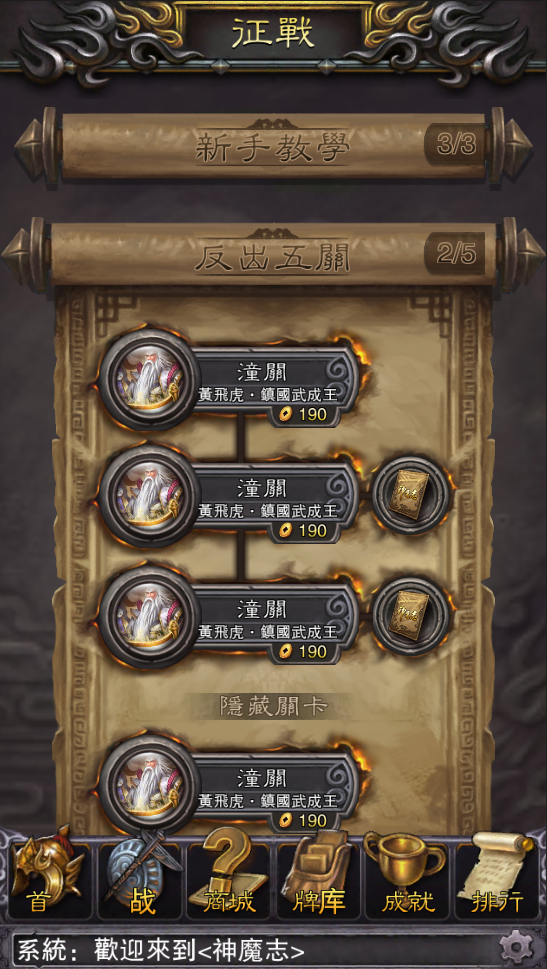 征戰
新手教學 3/3
反出五關 2/5
潼關
黃飛虎·鎮國武成王
190
潼關
黃飛虎·鎮國武成王
190
潼關
黃飛虎·鎮國武成王
190
隱藏關卡
潼關
黃飛虎·鎮國武成王
190
首 战 商城 牌库 成就 排行
系統: 歡迎來到<神魔志>